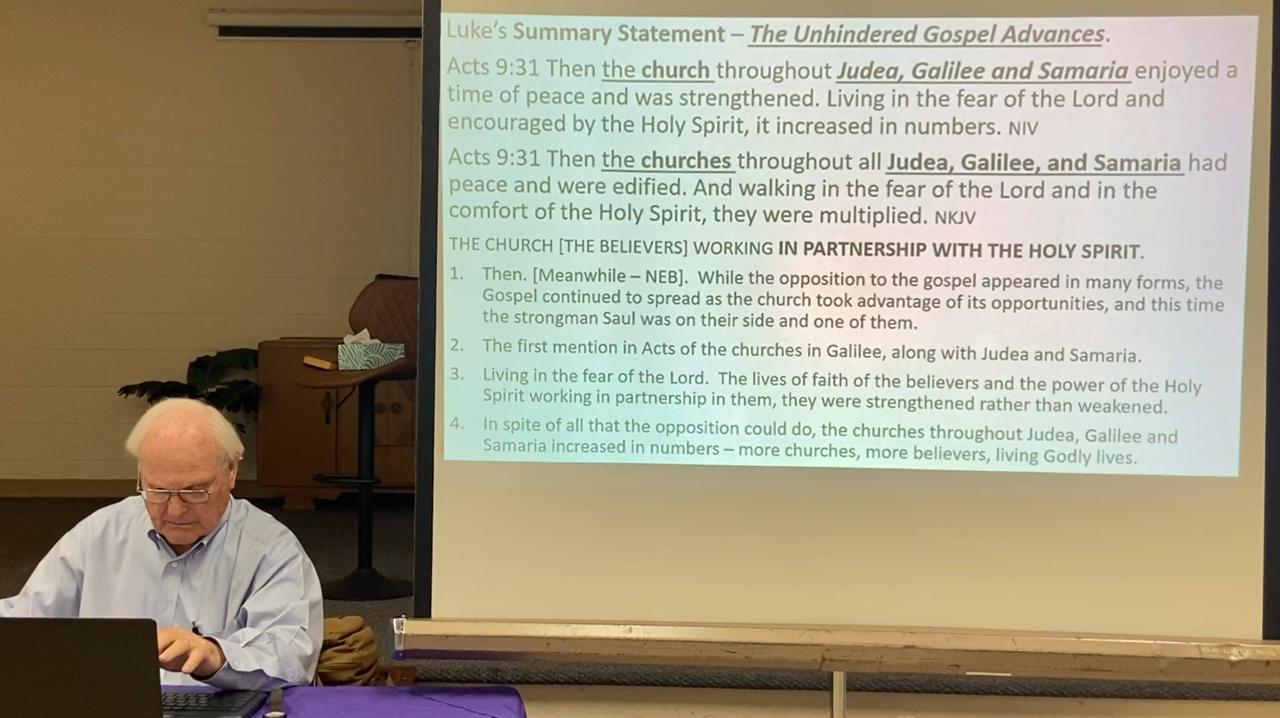 Luke's Summary Statement – The Unhindered Gospel Advances.
Acts 9:31 Then the church throughout Judea, Galilee and Samaria enjoyed a
time of peace and was strengthened. Living in the fear of the Lord and
encouraged by the Holy Spirit, it increased in numbers. NIV
Acts 9:31 Then the churches throughout all Judea, Galilee, and Samaria had
peace and were edified. And walking in the fear of the Lord and in the
comfort of the Holy Spirit, they were multiplied. NKJV
THE CHURCH [THE BELIEVERS] WORKING IN PARTNERSHIP WITH THE HOLY SPIRIT.
1. Then. [Meanwhile – NEB]. While the opposition to the gospel appeared in many forms, the
Gospel continued to spread as the church took advantage of its opportunities, and this time
the strongman Saul was on their side and one of them.
2. The first mention in Acts of the churches in Galilee, along with Judea and Samaria.
3. Living in the fear of the Lord. The lives of faith of the believers and the power of the Holy
Spirit working in partnership in them, they were strengthened rather than weakened.
4. In spite of all that the opposition could do, the churches throughout Judea, Galilee and
Samaria increased in numbers – more churches, more believers, living Godly lives.